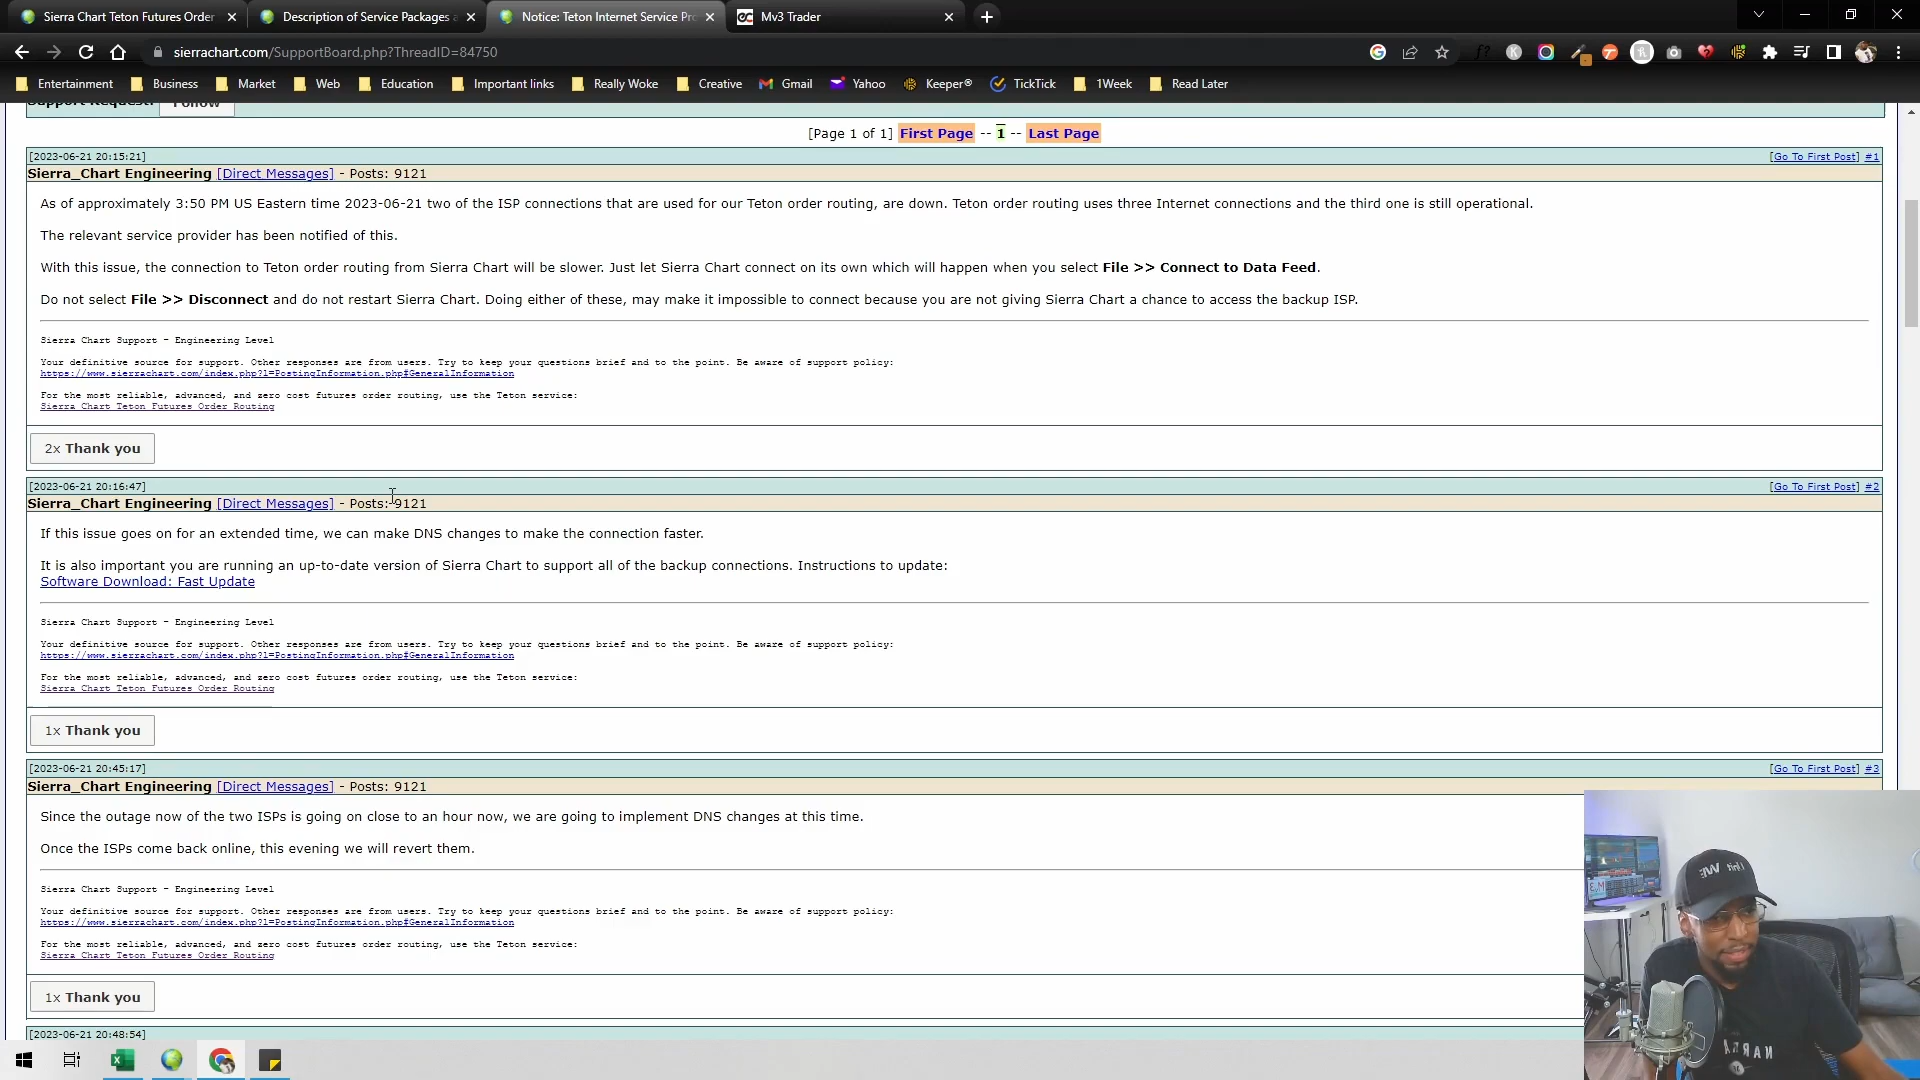 Sierra Chart Teton Futures Order
Description of Service Packages a
Notice: Teton Internet Service Pro
Mv3 Trader
sierrachart.com/SupportBoard.php?ThreadID=84750
Entertainment
Business
Market
Web
Education
Important links
Really Woke
Creative
Gmail
Yahoo
Keeper®
TickTick
1Week
Read Later
Support Request: Follow
[Page 1 of 1] First Page -- 1 -- Last Page
[2023-06-21 20:15:21]
[Go To First Post] #1
Sierra_Chart Engineering [Direct Messages] - Posts: 9121
As of approximately 3:50 PM US Eastern time 2023-06-21 two of the ISP connections that are used for our Teton order routing, are down. Teton order routing uses three Internet connections and the third one is still operational.
The relevant service provider has been notified of this.
With this issue, the connection to Teton order routing from Sierra Chart will be slower. Just let Sierra Chart connect on its own which will happen when you select File >> Connect to Data Feed.
Do not select File >> Disconnect and do not restart Sierra Chart. Doing either of these, may make it impossible to connect because you are not giving Sierra Chart a chance to access the backup ISP.
Sierra Chart Support - Engineering Level
Your definitive source for support. Other responses are from users. Try to keep your questions brief and to the point. Be aware of support policy:
https://www.sierrachart.com/index.php?l=PostingInformation.php#GeneralInformation
For the most reliable, advanced, and zero cost futures order routing, use the Teton service:
Sierra Chart Teton Futures Order Routing
2x Thank you
[2023-06-21 20:16:47]
[Go To First Post] #2
Sierra_Chart Engineering [Direct Messages] - Posts: 9121
If this issue goes on for an extended time, we can make DNS changes to make the connection faster.
It is also important you are running an up-to-date version of Sierra Chart to support all of the backup connections. Instructions to update:
Software Download: Fast Update
Sierra Chart Support - Engineering Level
Your definitive source for support. Other responses are from users. Try to keep your questions brief and to the point. Be aware of support policy:
https://www.sierrachart.com/index.php?l=PostingInformation.php#GeneralInformation
For the most reliable, advanced, and zero cost futures order routing, use the Teton service:
Sierra Chart Teton Futures Order Routing
1x Thank you
[2023-06-21 20:45:17]
[Go To First Post] #3
Sierra_Chart Engineering [Direct Messages] - Posts: 9121
Since the outage now of the two ISPs is going on close to an hour now, we are going to implement DNS changes at this time.
Once the ISPs come back online, this evening we will revert them.
Sierra Chart Support - Engineering Level
Your definitive source for support. Other responses are from users. Try to keep your questions brief and to the point. Be aware of support policy:
https://www.sierrachart.com/index.php?l=PostingInformation.php#GeneralInformation
For the most reliable, advanced, and zero cost futures order routing, use the Teton service:
Sierra Chart Teton Futures Order Routing
1x Thank you
[2023-06-21 20:48:54]